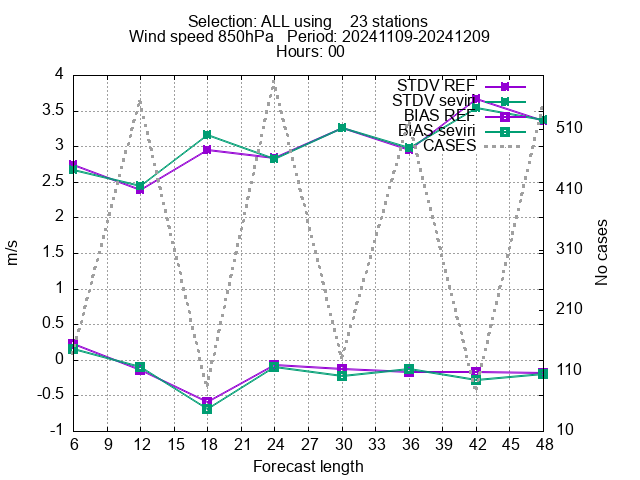 Selection: ALL using 23 stations
Wind speed 850hPa Period: 20241109-20241209
Hours: 00
STDV REF
STDV seviri
BIAS REF
BIAS seviri
CASES
4
3.5
3
2.5
2
1.5
1
0.5
0
-0.5
-1
m/s
510
410
310
210
110
10
No cases
6 9 12 15 18 21 24 27 30 33 36 39 42 45 48
Forecast length